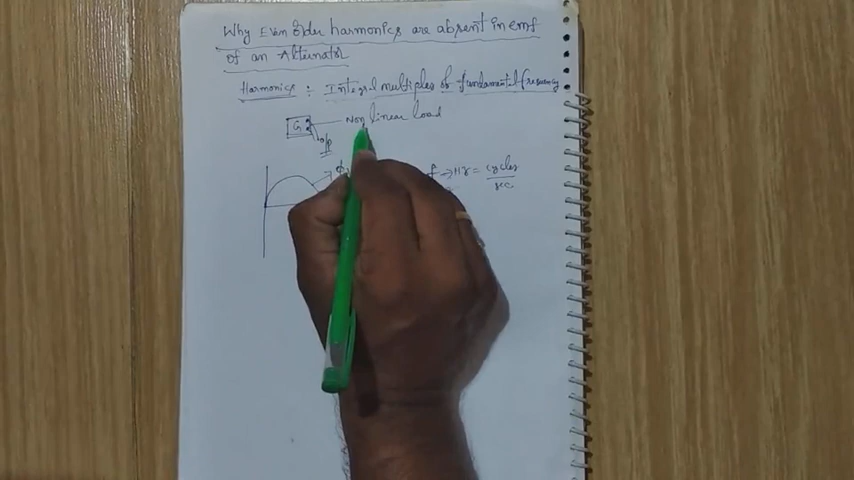 Why Even Order harmonics are absent in emf
of an Alternator
Harmonics : Integral multiples of fundamental frequency
G Non linear load
o/p
f → Hz = cycles/sec